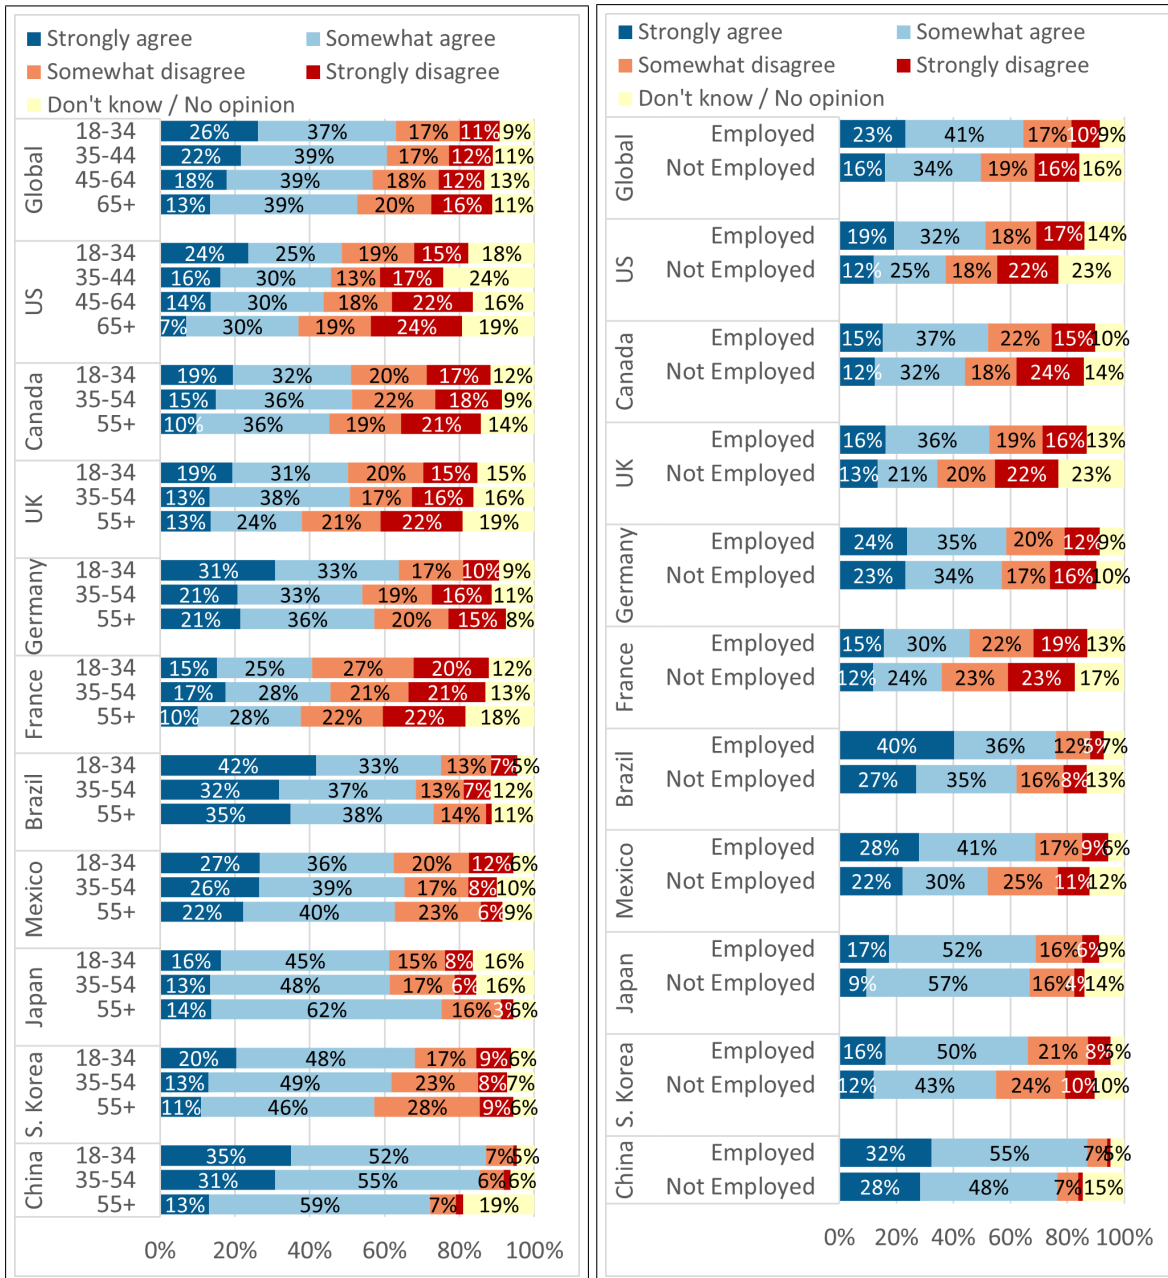 Strongly agree Somewhat agree
Somewhat disagree Strongly disagree
Don't know / No opinion
Global
18-34 26% 37% 17% 11% 9%
35-44 22% 39% 17% 12% 11%
45-64 18% 39% 18% 12% 13%
65+ 13% 39% 20% 16% 11%
US
18-34 24% 25% 19% 15% 18%
35-44 16% 30% 13% 17% 24%
45-64 14% 30% 18% 22% 16%
65+ 7% 30% 19% 24% 19%
Canada
18-34 19% 32% 20% 17% 12%
35-54 15% 36% 22% 18% 9%
55+ 10% 36% 19% 21% 14%
UK
18-34 19% 31% 20% 15% 15%
35-54 13% 38% 17% 16% 16%
55+ 13% 24% 21% 22% 19%
Germany
18-34 31% 33% 17% 10% 9%
35-54 21% 33% 19% 16% 11%
55+ 21% 36% 20% 15% 8%
France
18-34 15% 25% 27% 20% 12%
35-54 17% 28% 21% 21% 13%
55+ 10% 28% 22% 22% 18%
Brazil
18-34 42% 33% 13% 7% 5%
35-54 32% 37% 13% 7% 12%
55+ 35% 38% 14% 11%
Mexico
18-34 27% 36% 20% 12% 6%
35-54 26% 39% 17% 8% 10%
55+ 22% 40% 23% 6% 9%
Japan
18-34 16% 45% 15% 8% 16%
35-54 13% 48% 17% 6% 16%
55+ 14% 62% 16% 3% 6%
S. Korea
18-34 20% 48% 17% 9% 6%
35-54 13% 49% 23% 8% 7%
55+ 11% 46% 28% 9% 6%
China
18-34 35% 52% 7% 5%
35-54 31% 55% 6% 6%
55+ 13% 59% 7% 19%
0% 20% 40% 60% 80% 100%
Strongly agree Somewhat agree
Somewhat disagree Strongly disagree
Don't know / No opinion
Global
Employed 23% 41% 17% 10% 9%
Not Employed 16% 34% 19% 16% 16%
US
Employed 19% 32% 18% 17% 14%
Not Employed 12% 25% 18% 22% 23%
Canada
Employed 15% 37% 22% 15% 10%
Not Employed 12% 32% 18% 24% 14%
UK
Employed 16% 36% 19% 16% 13%
Not Employed 13% 21% 20% 22% 23%
Germany
Employed 24% 35% 20% 12% 9%
Not Employed 23% 34% 17% 16% 10%
France
Employed 15% 30% 22% 19% 13%
Not Employed 12% 24% 23% 23% 17%
Brazil
Employed 40% 36% 12% 5% 7%
Not Employed 27% 35% 16% 8% 13%
Mexico
Employed 28% 41% 17% 9% 6%
Not Employed 22% 30% 25% 11% 12%
Japan
Employed 17% 52% 16% 6% 9%
Not Employed 9% 57% 16% 4% 14%
S. Korea
Employed 16% 50% 21% 8% 5%
Not Employed 12% 43% 24% 10% 10%
China
Employed 32% 55% 7% 5%
Not Employed 28% 48% 7% 15%
0% 20% 40% 60% 80% 100%